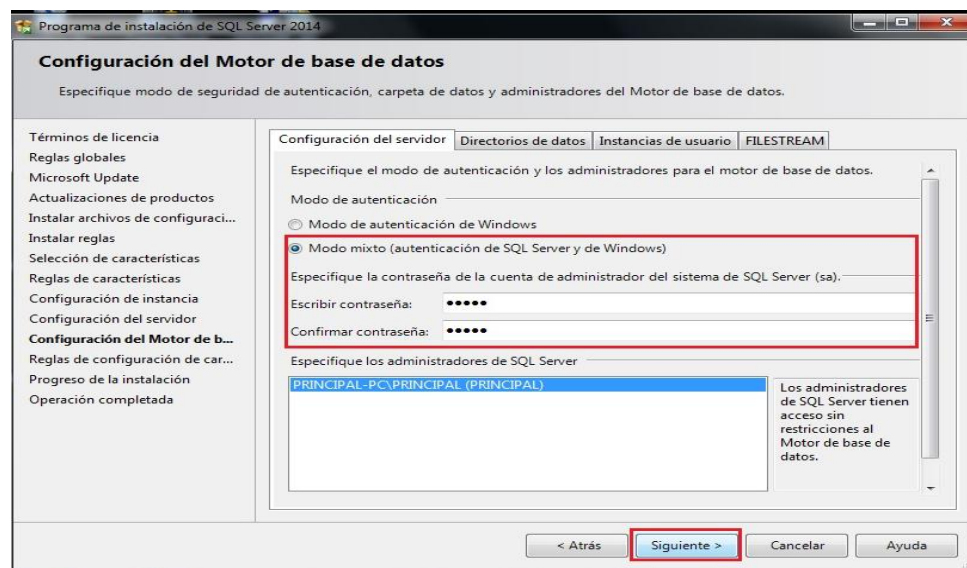 Programa de instalación de SQL Server 2014
Configuración del Motor de base de datos
Especifique modo de seguridad de autenticación, carpeta de datos y administradores del Motor de base de datos.
Términos de licencia
Reglas globales
Microsoft Update
Actualizaciones de productos
Instalar archivos de configuraci...
Instalar reglas
Selección de características
Reglas de características
Configuración de instancia
Configuración del servidor
Configuración del Motor de b...
Reglas de configuración de car...
Progreso de la instalación
Operación completada
Configuración del servidor Directorios de datos Instancias de usuario FILESTREAM
Especifique el modo de autenticación y los administradores para el motor de base de datos.
Modo de autenticación
Modo de autenticación de Windows
Modo mixto (autenticación de SQL Server y de Windows)
Especifique la contraseña de la cuenta de administrador del sistema de SQL Server (sa).
Escribir contraseña: •••••
Confirmar contraseña: •••••
Especifique los administradores de SQL Server
PRINCIPAL-PC\PRINCIPAL (PRINCIPAL)
Los administradores
de SQL Server tienen
acceso sin
restricciones al
Motor de base de
datos.
< Atrás Siguiente > Cancelar Ayuda